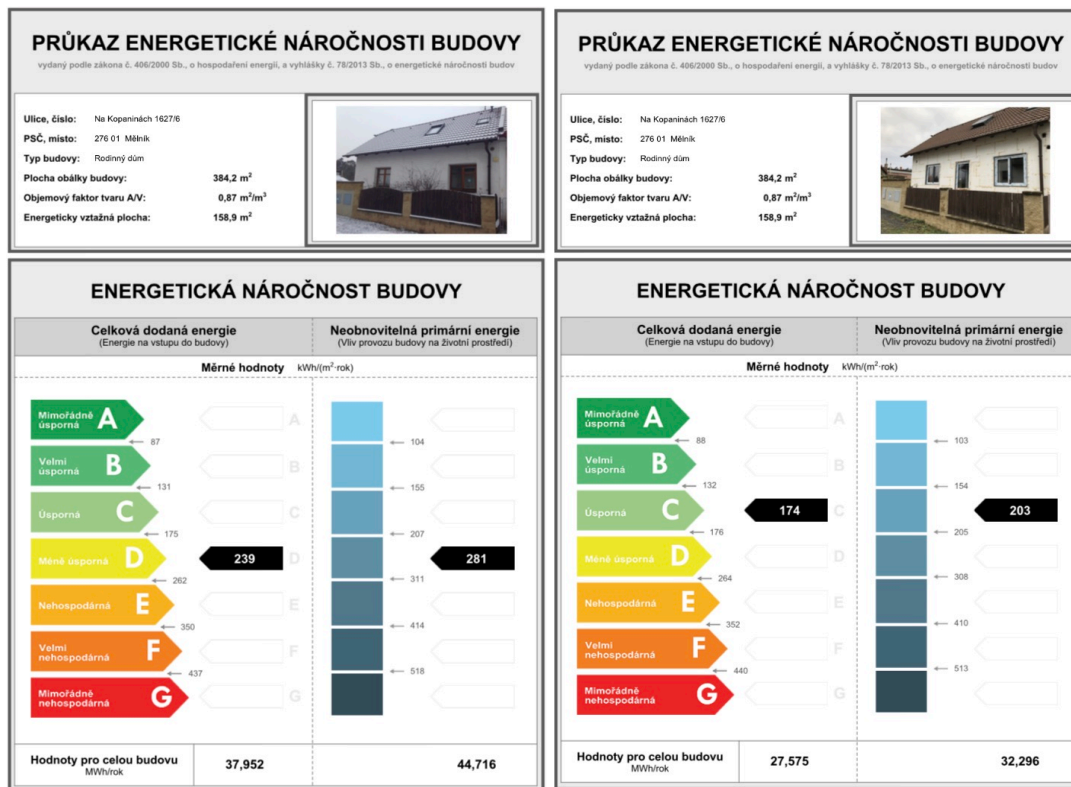 PRŮKAZ ENERGETICKÉ NÁROČNOSTI BUDOVY
vydaný podle zákona č. 406/2000 Sb., o hospodaření energií, a vyhlášky č. 78/2013 Sb., o energetické náročnosti budov
Ulice, číslo: Na Kopaninách 1627/6
PSČ, místo: 276 01 Mělník
Typ budovy: Rodinný dům
Plocha obálky budovy: 384,2 m²
Objemový faktor tvaru A/V: 0,87 m²/m³
Energeticky vztažná plocha: 158,9 m²
ENERGETICKÁ NÁROČNOST BUDOVY
Celková dodaná energie
(Energie na vstupu do budovy)
Neobnovitelná primární energie
(Vliv provozu budovy na životní prostředí)
Měrné hodnoty kWh/(m²·rok)
Mimořádně úsporná A A
87 104
Velmi úsporná B B
131 155
Úsporná C C
175 207
Méně úsporná D 239 D 281
262 311
Nehospodárná E E
350 414
Velmi nehospodárná F F
437 518
Mimořádně nehospodárná G G
Hodnoty pro celou budovu
MWh/rok
37,952 44,716
PRŮKAZ ENERGETICKÉ NÁROČNOSTI BUDOVY
vydaný podle zákona č. 406/2000 Sb., o hospodaření energií, a vyhlášky č. 78/2013 Sb., o energetické náročnosti budov
Ulice, číslo: Na Kopaninách 1627/6
PSČ, místo: 276 01 Mělník
Typ budovy: Rodinný dům
Plocha obálky budovy: 384,2 m²
Objemový faktor tvaru A/V: 0,87 m²/m³
Energeticky vztažná plocha: 158,9 m²
ENERGETICKÁ NÁROČNOST BUDOVY
Celková dodaná energie
(Energie na vstupu do budovy)
Neobnovitelná primární energie
(Vliv provozu budovy na životní prostředí)
Měrné hodnoty kWh/(m²·rok)
Mimořádně úsporná A A
88 103
Velmi úsporná B B
132 154
Úsporná C 174 C 203
176 205
Méně úsporná D D
264 308
Nehospodárná E E
352 410
Velmi nehospodárná F F
440 513
Mimořádně nehospodárná G G
Hodnoty pro celou budovu
MWh/rok
27,575 32,296